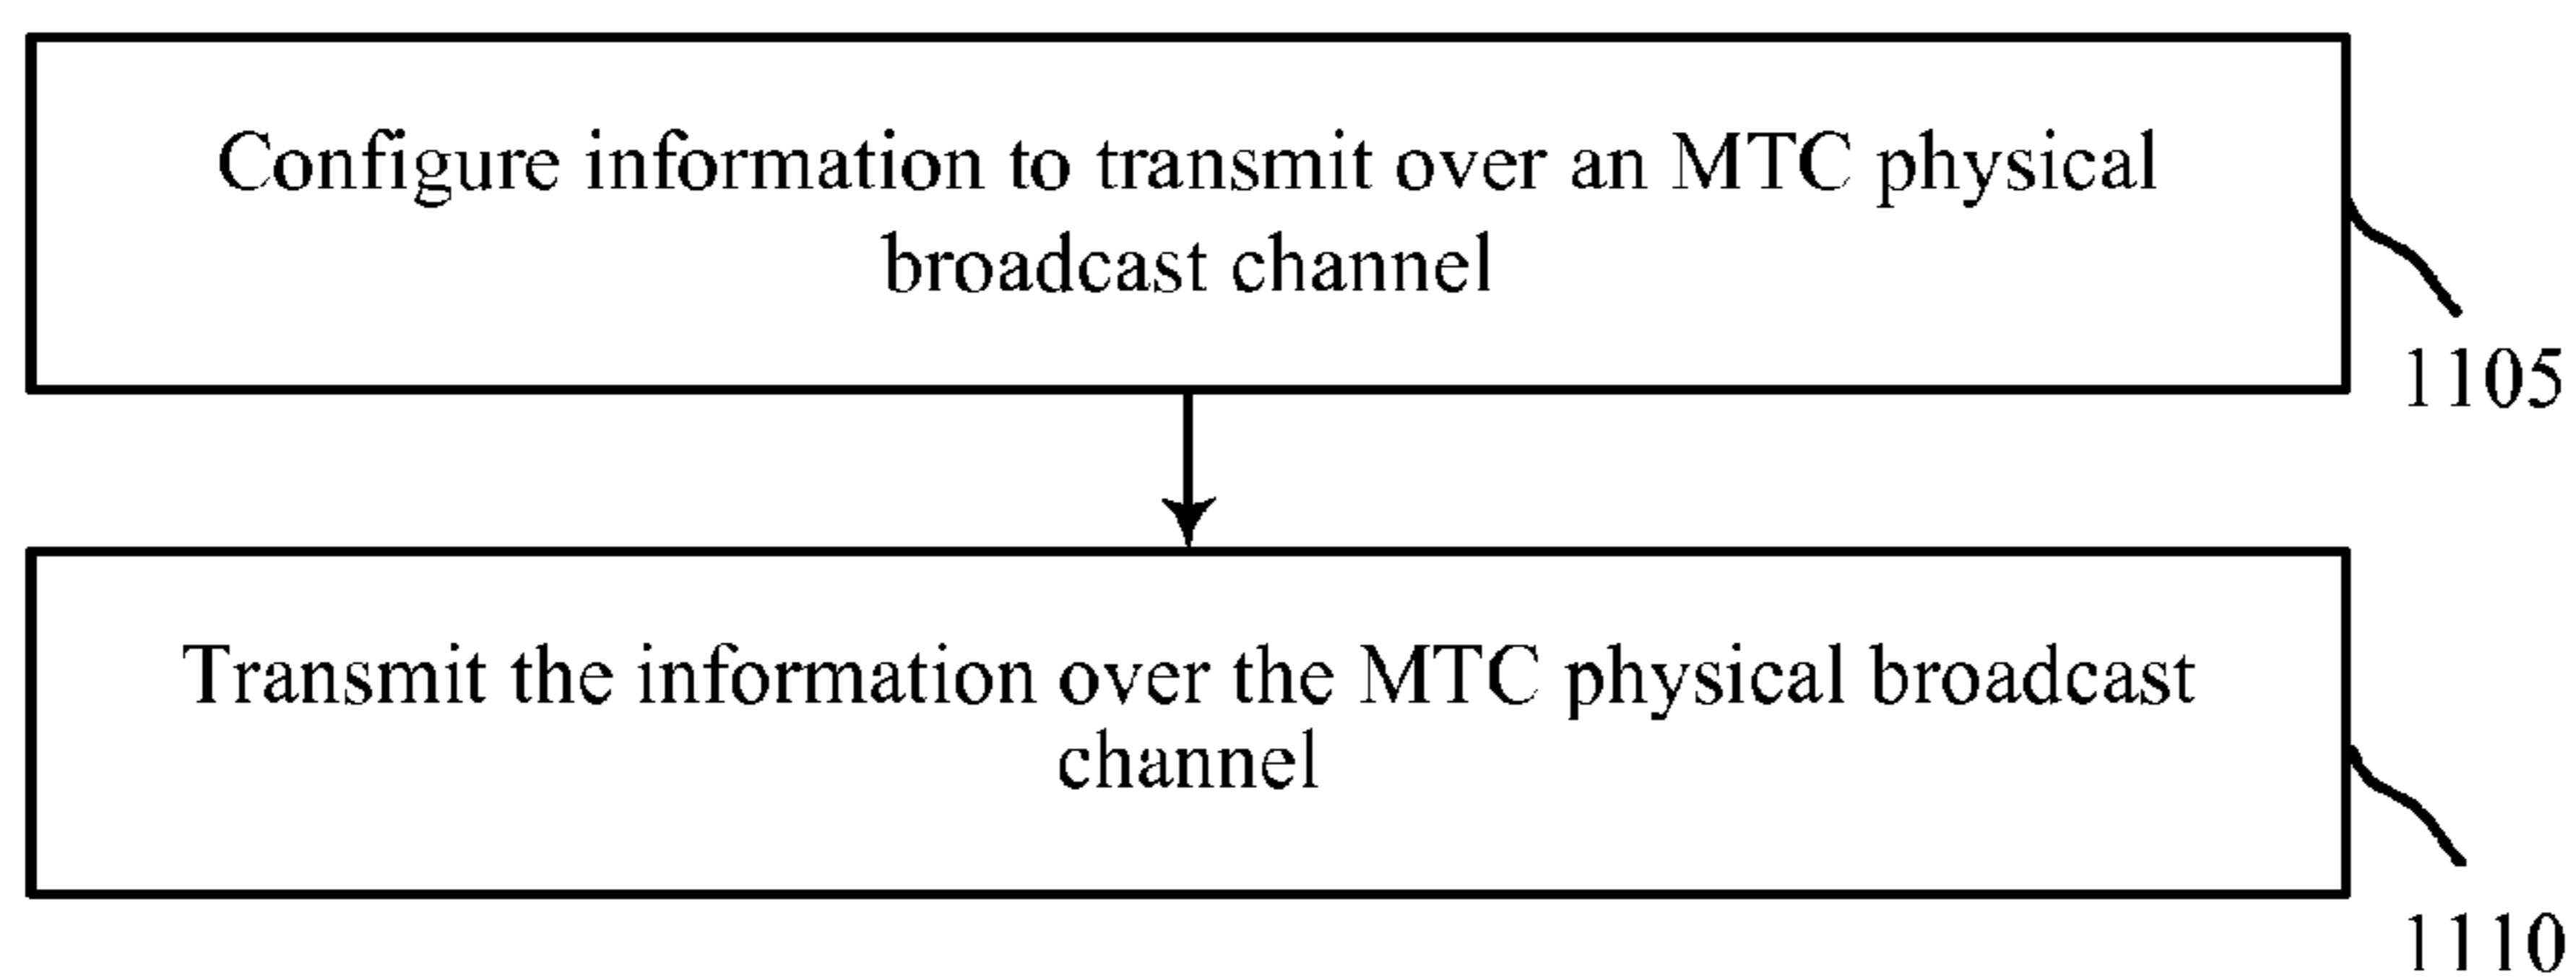 Configure information to transmit over an MTC physical
broadcast channel
1105
Transmit the information over the MTC physical broadcast
channel
1110